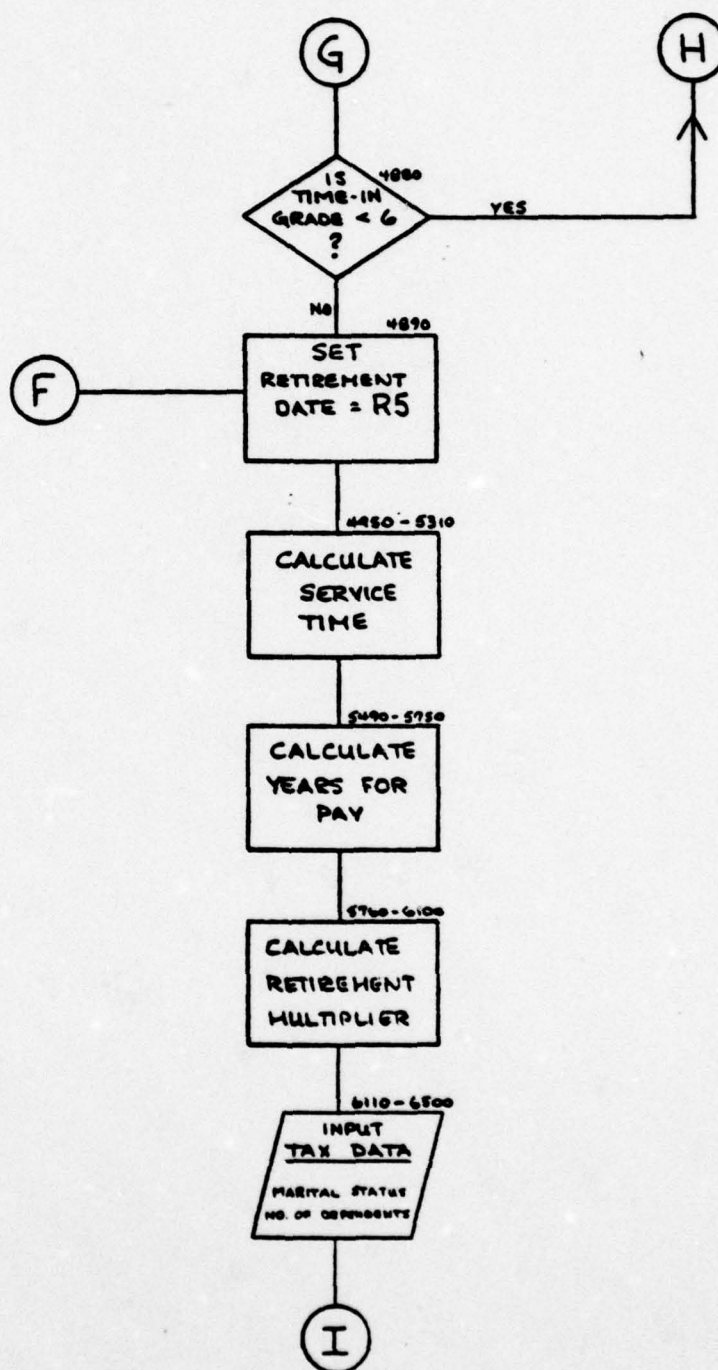 G
H
4880
IS
TIME-IN
GRADE < 6
?
YES
NO
4890
SET
RETIREMENT
DATE = R5
F
4950-5310
CALCULATE
SERVICE
TIME
5490-5750
CALCULATE
YEARS FOR
PAY
5760-6100
CALCULATE
RETIREMENT
MULTIPLIER
6110-6500
INPUT
TAX DATA
MARITAL STATUS
NO. OF DEPENDENTS
I